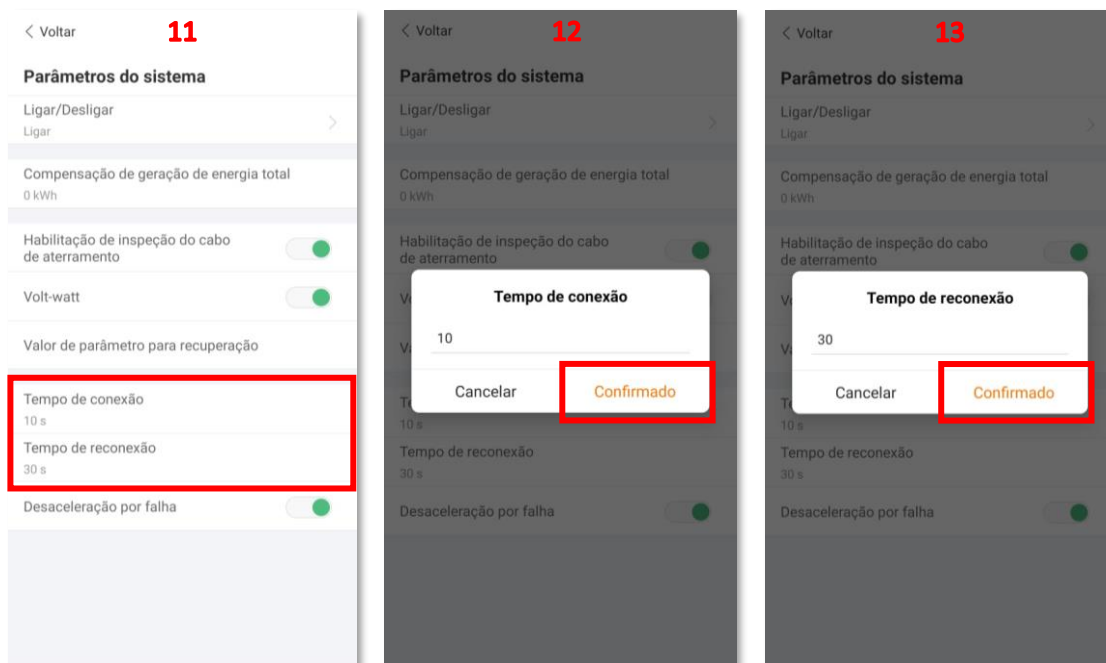 < Voltar
11
Parâmetros do sistema
Ligar/Desligar
Ligar
Compensação de geração de energia total
0 kWh
Habilitação de inspeção do cabo
de aterramento
Volt-watt
Valor de parâmetro para recuperação
Tempo de conexão
10 s
Tempo de reconexão
30 s
Desaceleração por falha
< Voltar
12
Parâmetros do sistema
Ligar/Desligar
Ligar
Compensação de geração de energia total
0 kWh
Habilitação de inspeção do cabo
de aterramento
Vo
Tempo de conexão
10
Va
Cancelar
Confirmado
Te
10 s
Tempo de reconexão
30 s
Desaceleração por falha
< Voltar
13
Parâmetros do sistema
Ligar/Desligar
Ligar
Compensação de geração de energia total
0 kWh
Habilitação de inspeção do cabo
de aterramento
Vo
Tempo de reconexão
30
Va
Cancelar
Confirmado
Te
10 s
Tempo de reconexão
30 s
Desaceleração por falha